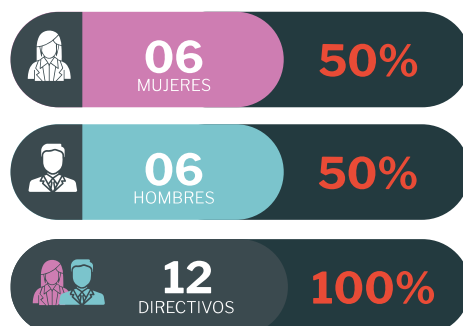 06
MUJERES
50%
06
HOMBRES
50%
12
DIRECTIVOS
100%